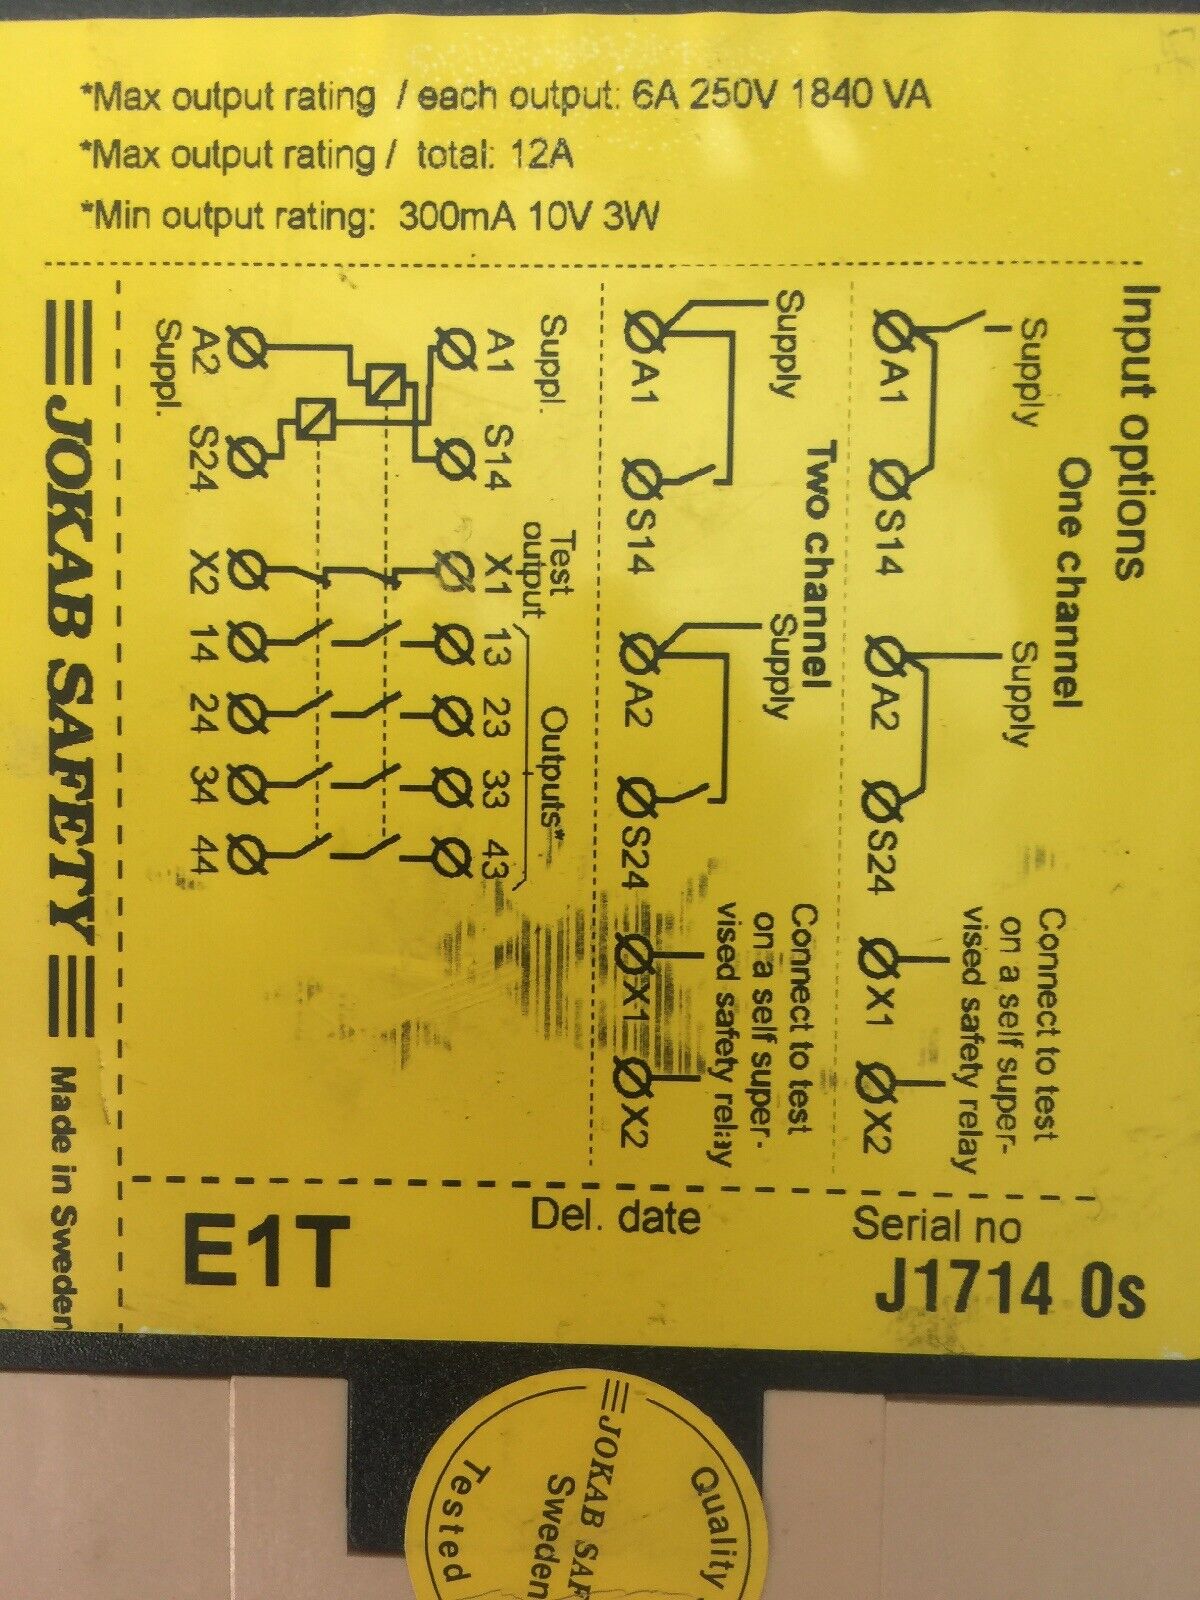 *Max output rating / each output: 6A 250V 1840 VA
*Max output rating / total: 12A
*Min output rating: 300mA 10V 3W
Input options
One channel
Supply
Supply
Connect to test
on a self super-
vised safety relay
A1 S14 A2 S24 X1 X2
Two channel
Supply
Supply
Connect to test
on a self super-
vised safety relay
A1 S14 A2 S24 X1 X2
Suppl.
Test
output
Outputs*
A1 S14 X1 13 23 33 43
A2 S24 X2 14 24 34 44
Suppl.
JOKAB SAFETY Made in Sweden
E1T
Del. date
Serial no
J1714 0s
Quality
JOKAB SAF
Sweden
Tested